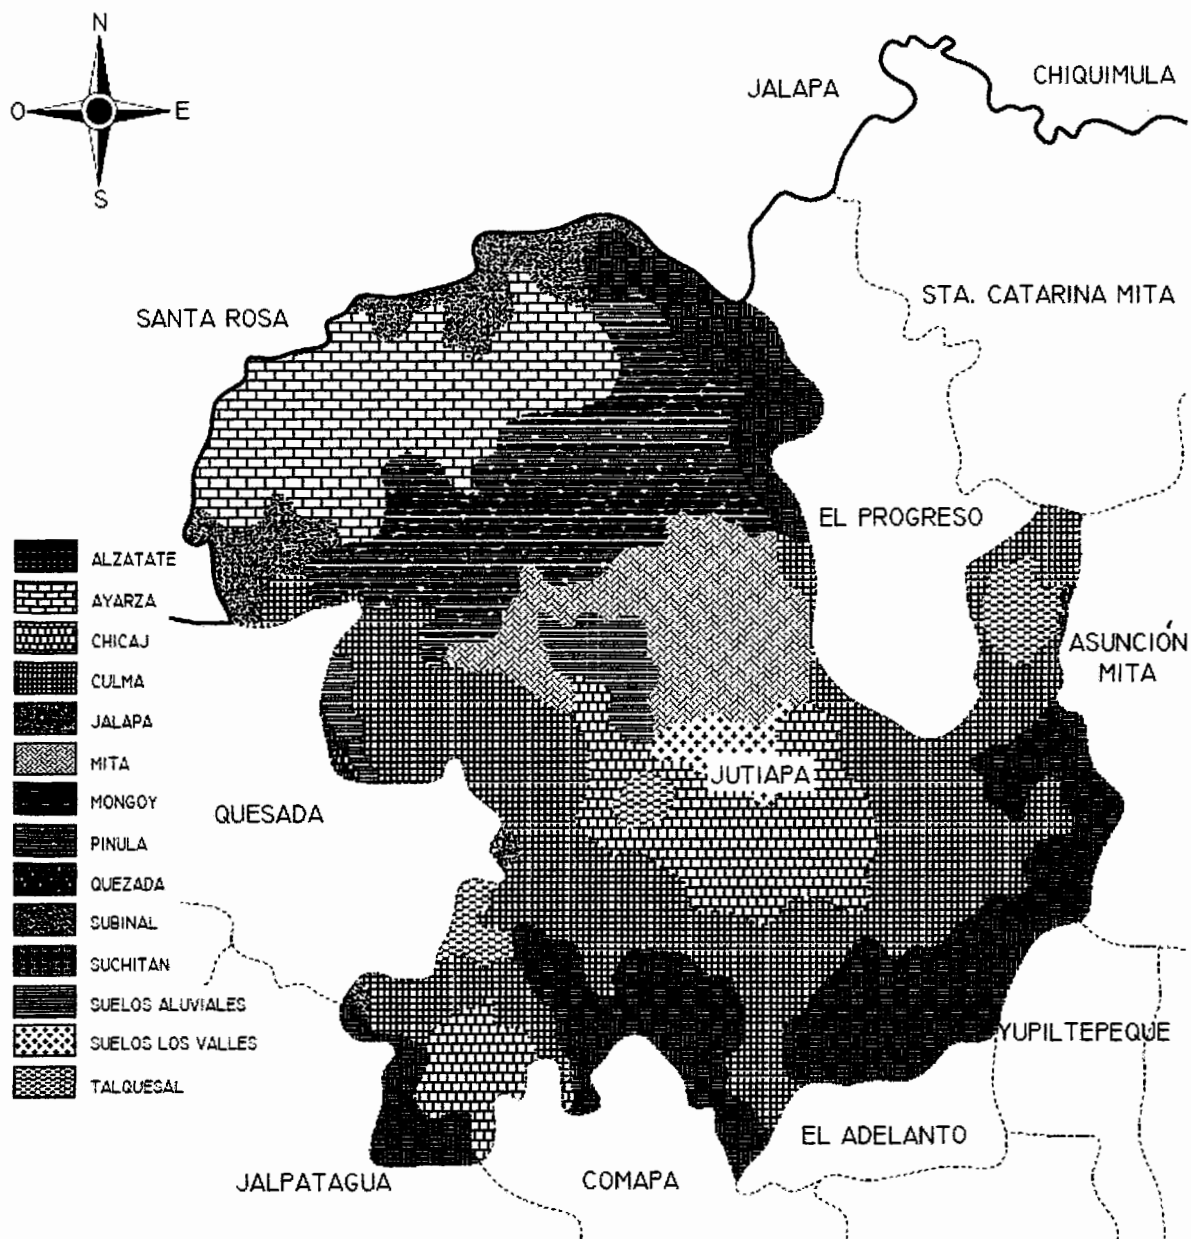 N
O
E
S
JALAPA
CHIQUIMULA
SANTA ROSA
STA. CATARINA MITA
EL PROGRESO
ASUNCIÓN
MITA
JUTIAPA
QUESADA
YUPILTEPEQUE
EL ADELANTO
JALPATAGUA
COMAPA
ALZATATE
AYARZA
CHICAJ
CULMA
JALAPA
MITA
MONGOY
PINULA
QUEZADA
SUBINAL
SUCHITAN
SUELOS ALUVIALES
SUELOS LOS VALLES
TALQUESAL